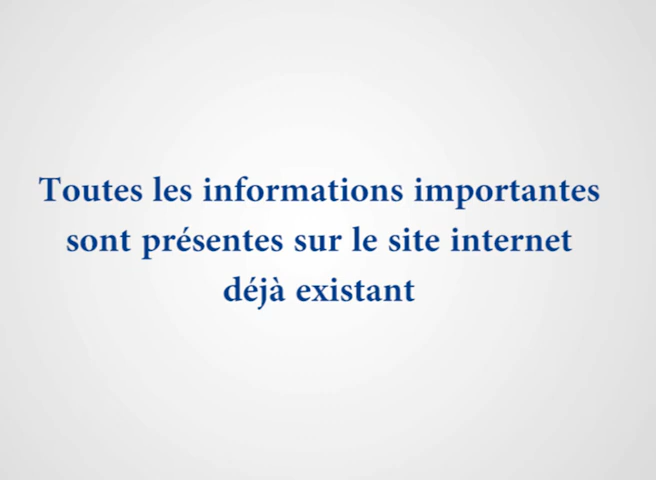 Toutes les informations importantes
sont présentes sur le site internet
déjà existant